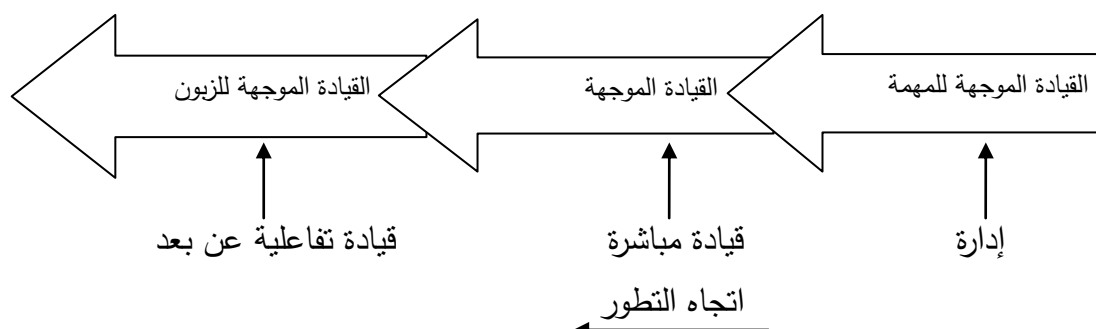 القيادة الموجهة للمهمة
القيادة الموجهة
القيادة الموجهة للزبون
إدارة
قيادة مباشرة
قيادة تفاعلية عن بعد
اتجاه التطور